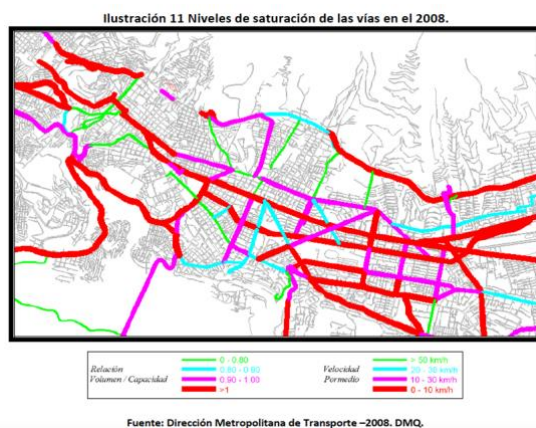 Ilustración 11 Niveles de saturación de las vías en el 2008.
Relación
Volumen / Capacidad
0 - 0.80
0.80 - 0.90
0.90 - 1.00
>1
Velocidad
Pormedio
> 50 km/h
20 - 30 km/h
10 - 30 km/h
0 - 10 km/h
Fuente: Dirección Metropolitana de Transporte –2008. DMQ.